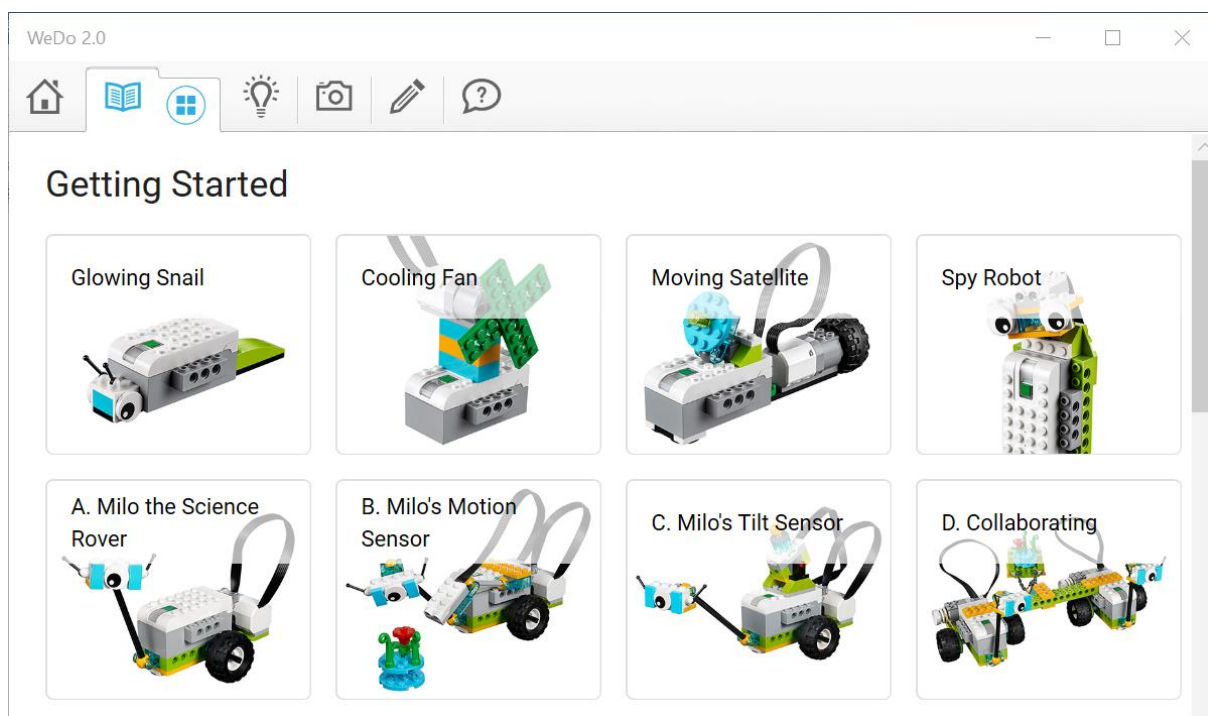 WeDo 2.0
Getting Started
Glowing Snail
Cooling Fan
Moving Satellite
Spy Robot
A. Milo the Science
Rover
B. Milo's Motion
Sensor
C. Milo's Tilt Sensor
D. Collaborating